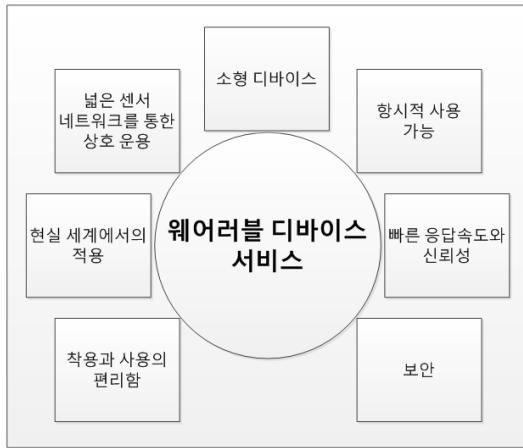 소형 디바이스
넓은 센서
네트워크를 통한
상호 운용
항시적 사용
가능
현실 세계에서의
적용
웨어러블 디바이스
서비스
빠른 응답속도와
신뢰성
착용과 사용의
편리함
보안